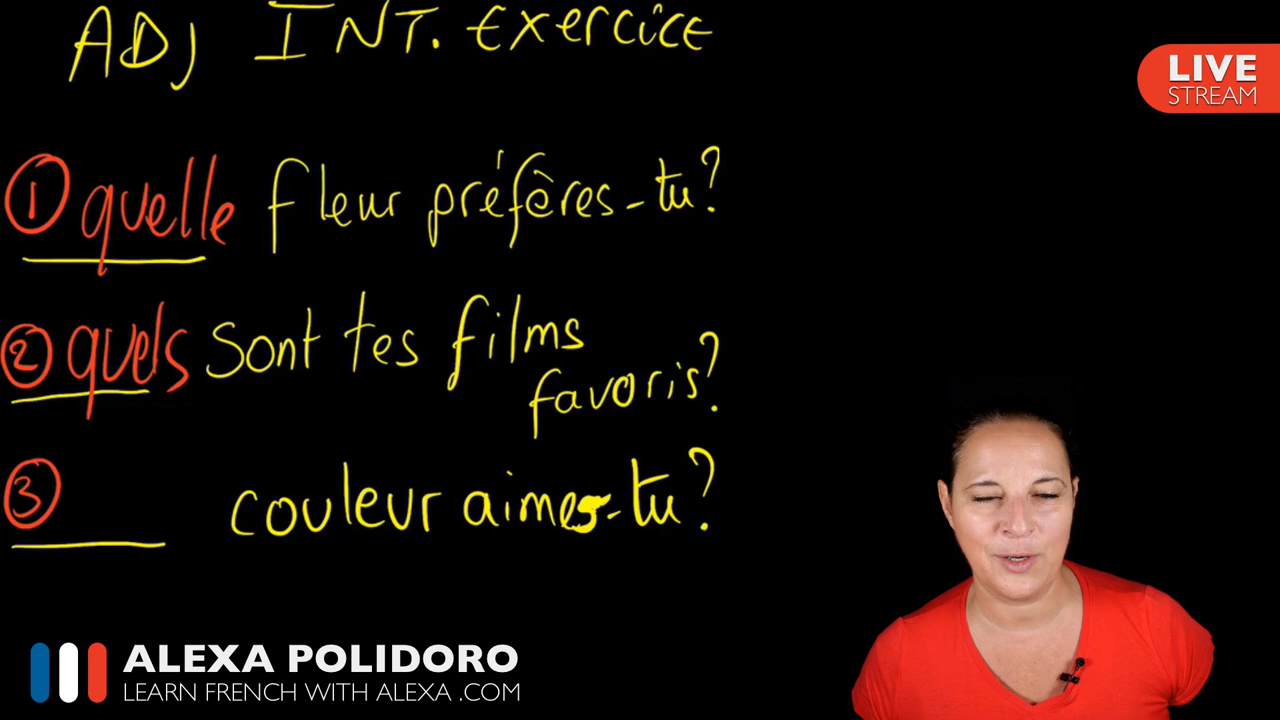 ADJ INT. Exercice
LIVE
STREAM
① quelle fleur préfères-tu?
② quels sont tes films
favoris?
③ ____ couleur aimes-tu?
ALEXA POLIDORO
LEARN FRENCH WITH ALEXA .COM